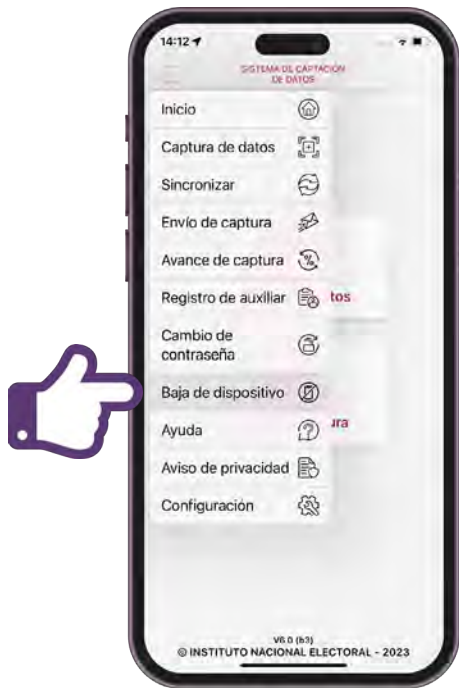 14:12
SISTEMA DE CAPTACIÓN
DE DATOS
Inicio
Captura de datos
Sincronizar
Envío de captura
Avance de captura
Registro de auxiliar
tos
Cambio de
contraseña
Baja de dispositivo
Ayuda
ura
Aviso de privacidad
Configuración
V6.0 (b3)
© INSTITUTO NACIONAL ELECTORAL - 2023